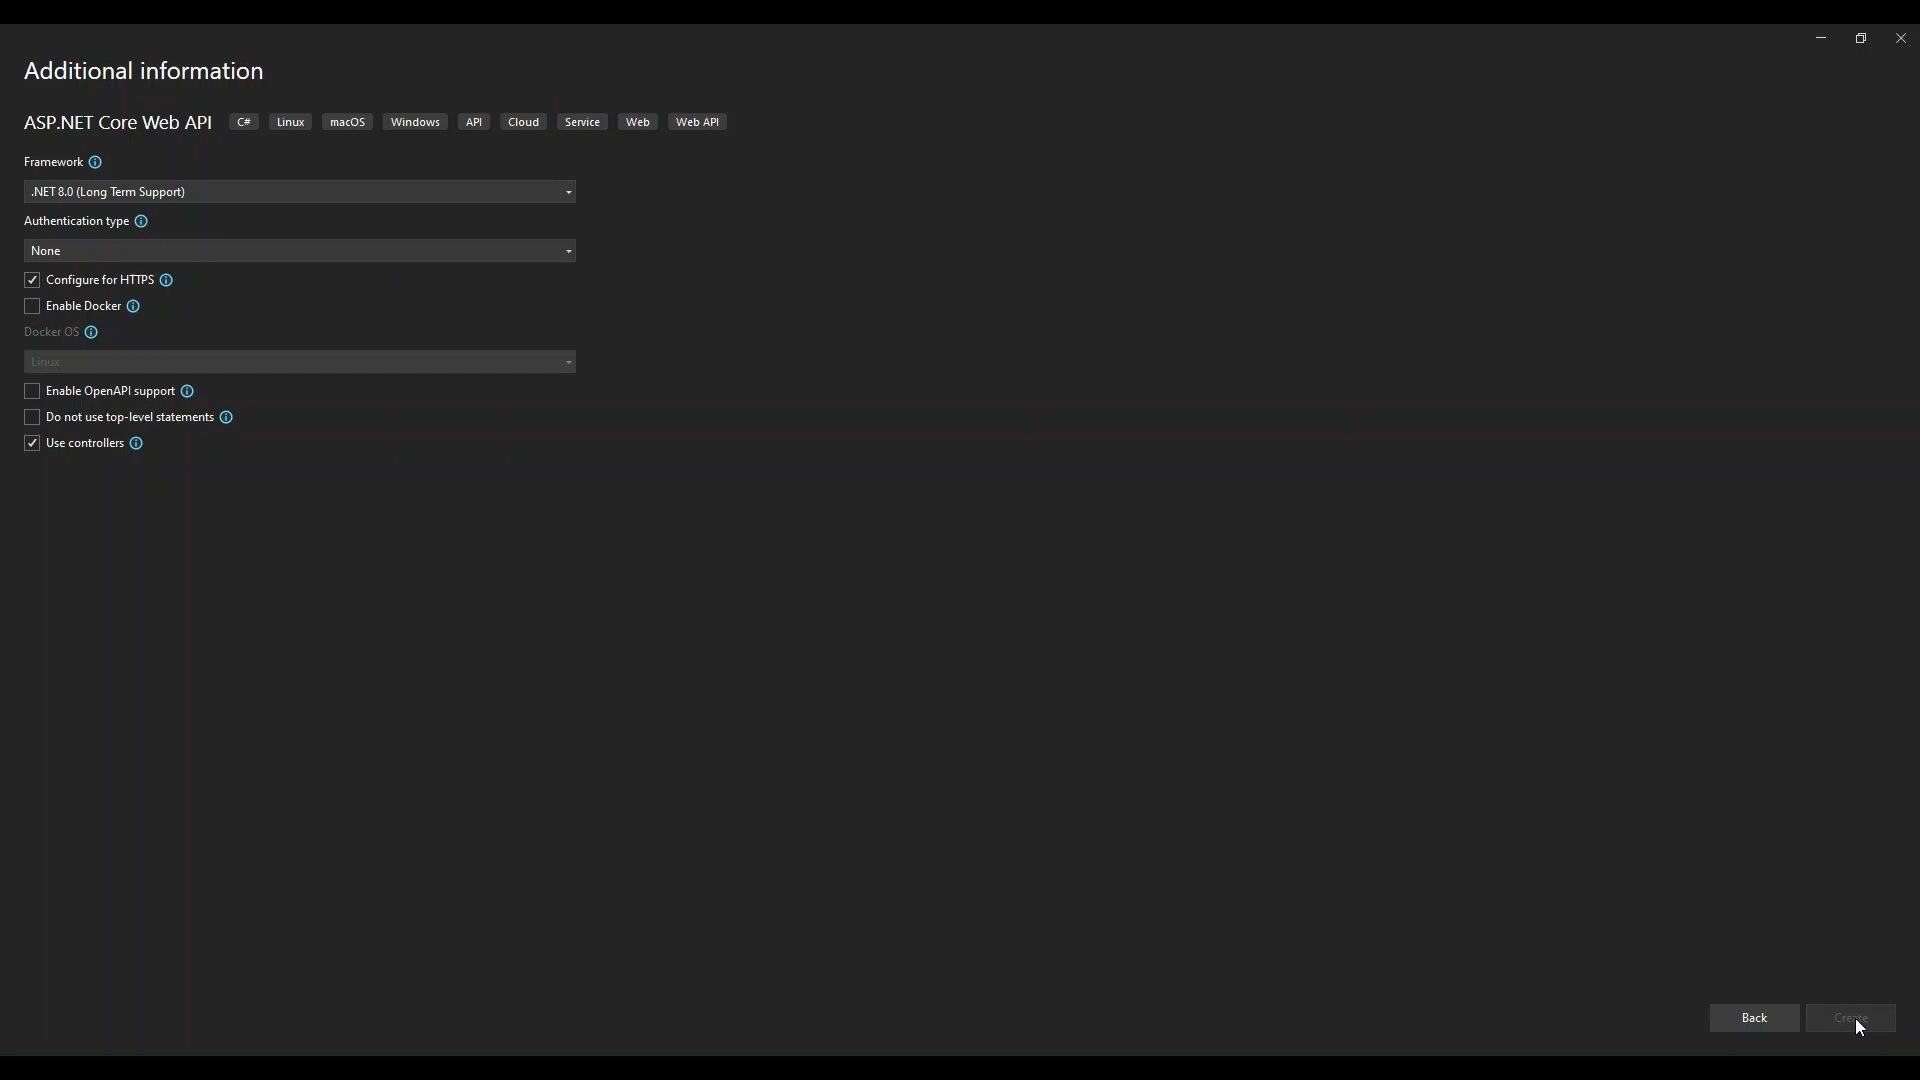 Additional information
ASP.NET Core Web API C# Linux macOS Windows API Cloud Service Web Web API
Framework
.NET 8.0 (Long Term Support)
Authentication type
None
Configure for HTTPS
Enable Docker
Docker OS
Linux
Enable OpenAPI support
Do not use top-level statements
Use controllers
Back Create